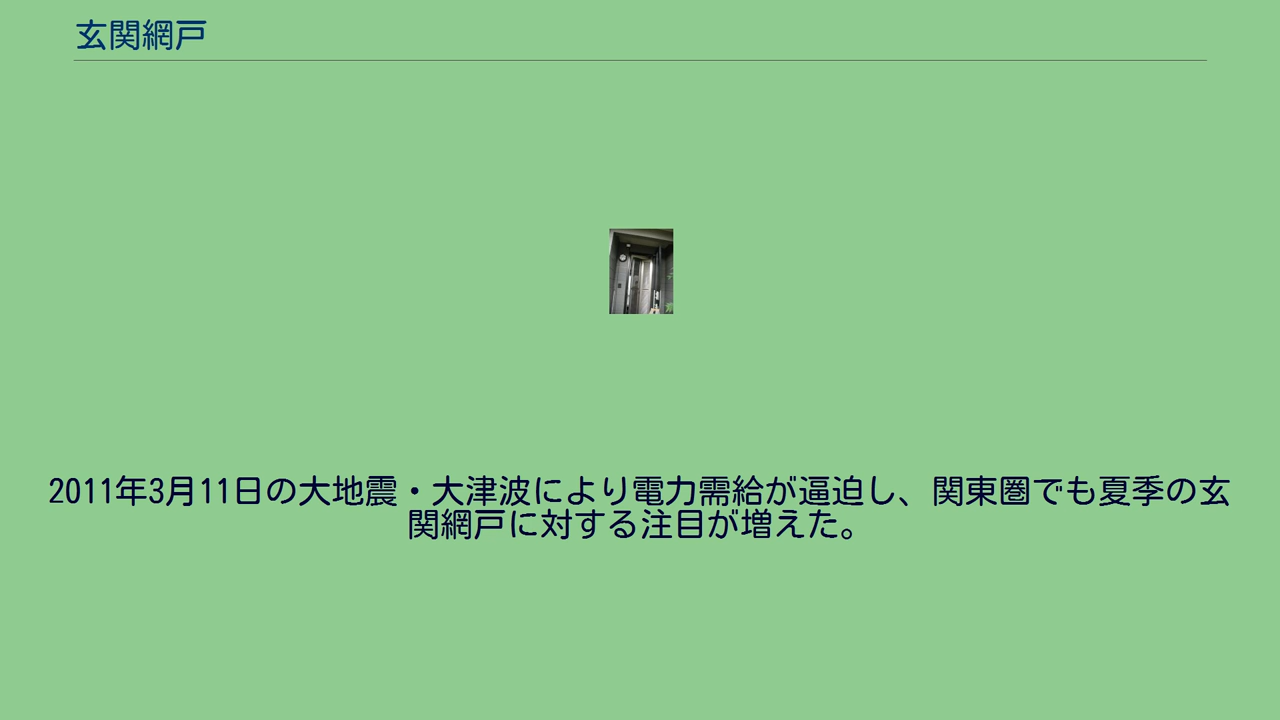 玄関網戸
2011年3月11日の大地震・大津波により電力需給が逼迫し、関東圏でも夏季の玄
関網戸に対する注目が増えた。